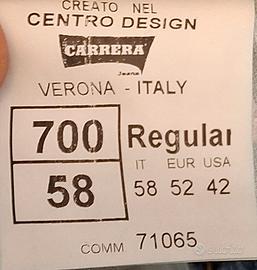 CREATO NEL
CENTRO DESIGN
CARRERA
Jeans
VERONA - ITALY
700
Regular
IT EUR USA
58
58 52 42
COMM. 71065
subito